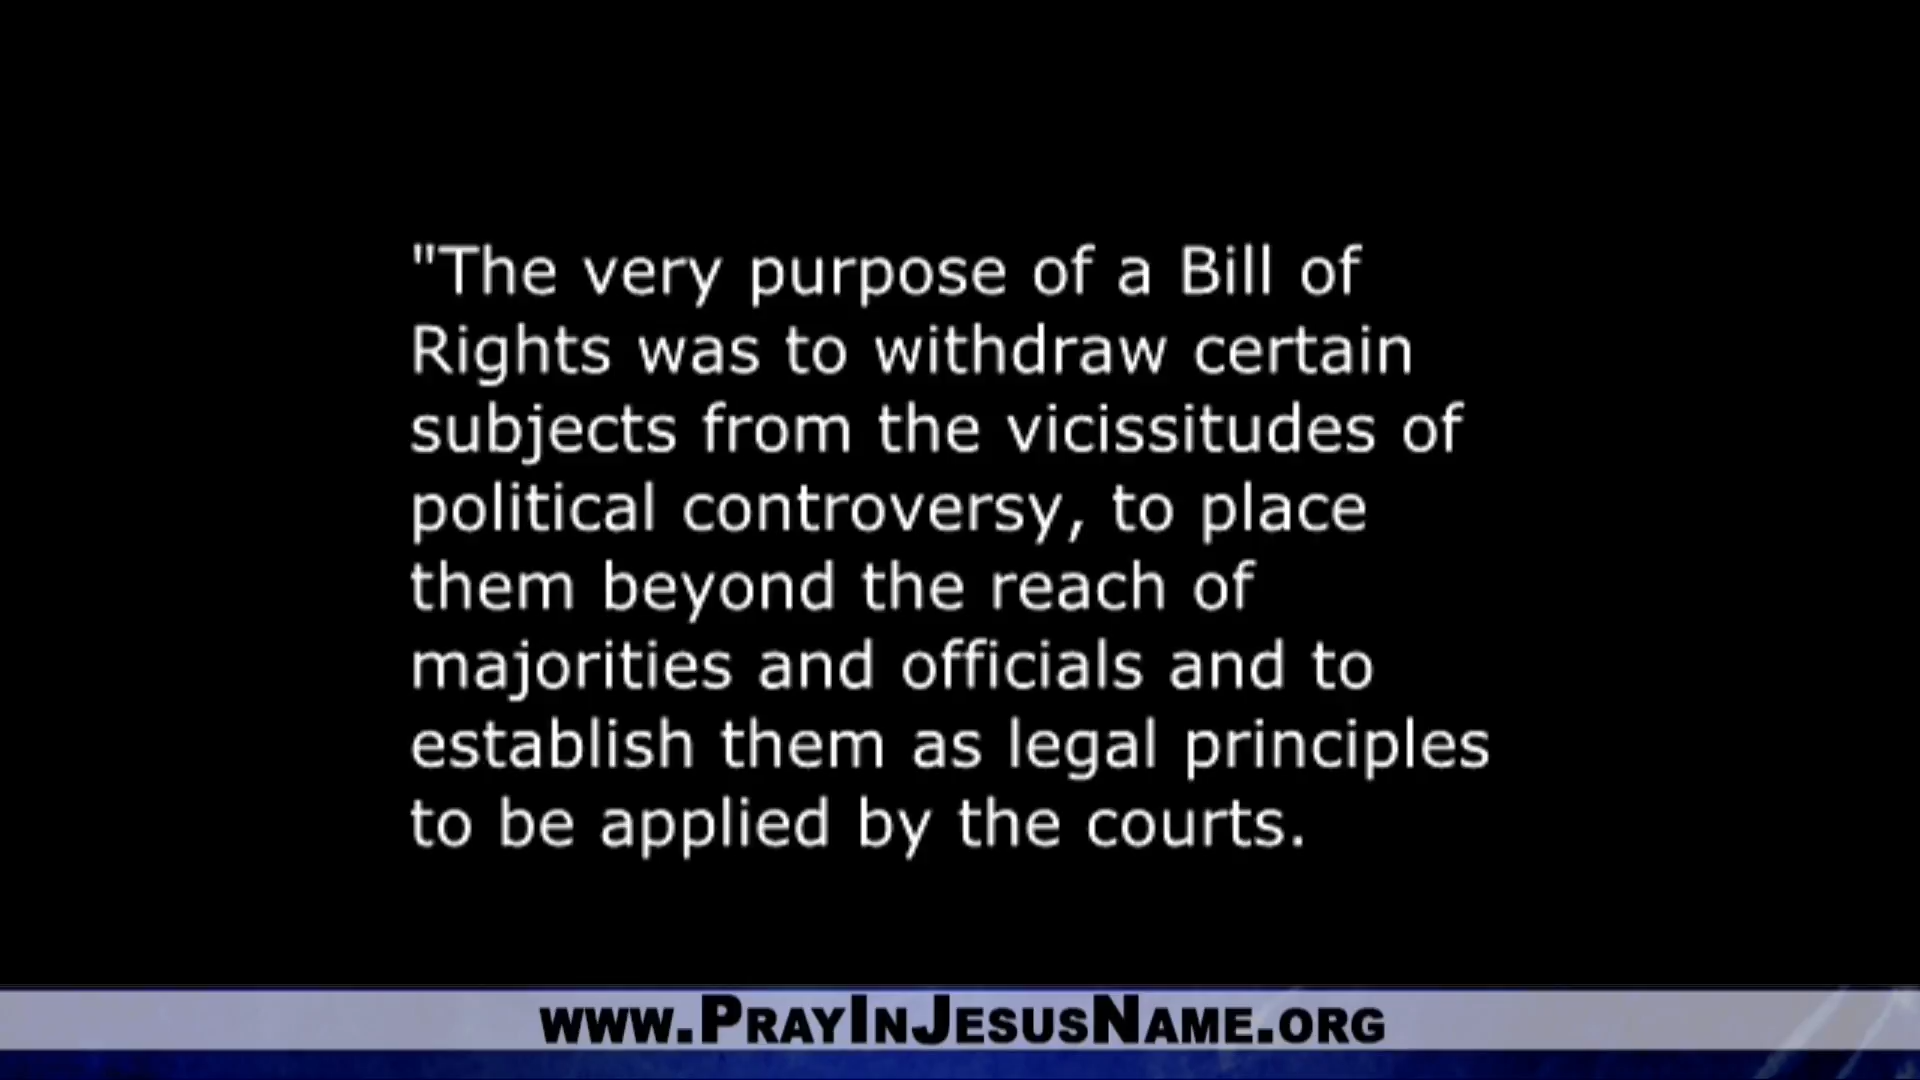 "The very purpose of a Bill of
Rights was to withdraw certain
subjects from the vicissitudes of
political controversy, to place
them beyond the reach of
majorities and officials and to
establish them as legal principles
to be applied by the courts.
www.PrayInJesusName.org